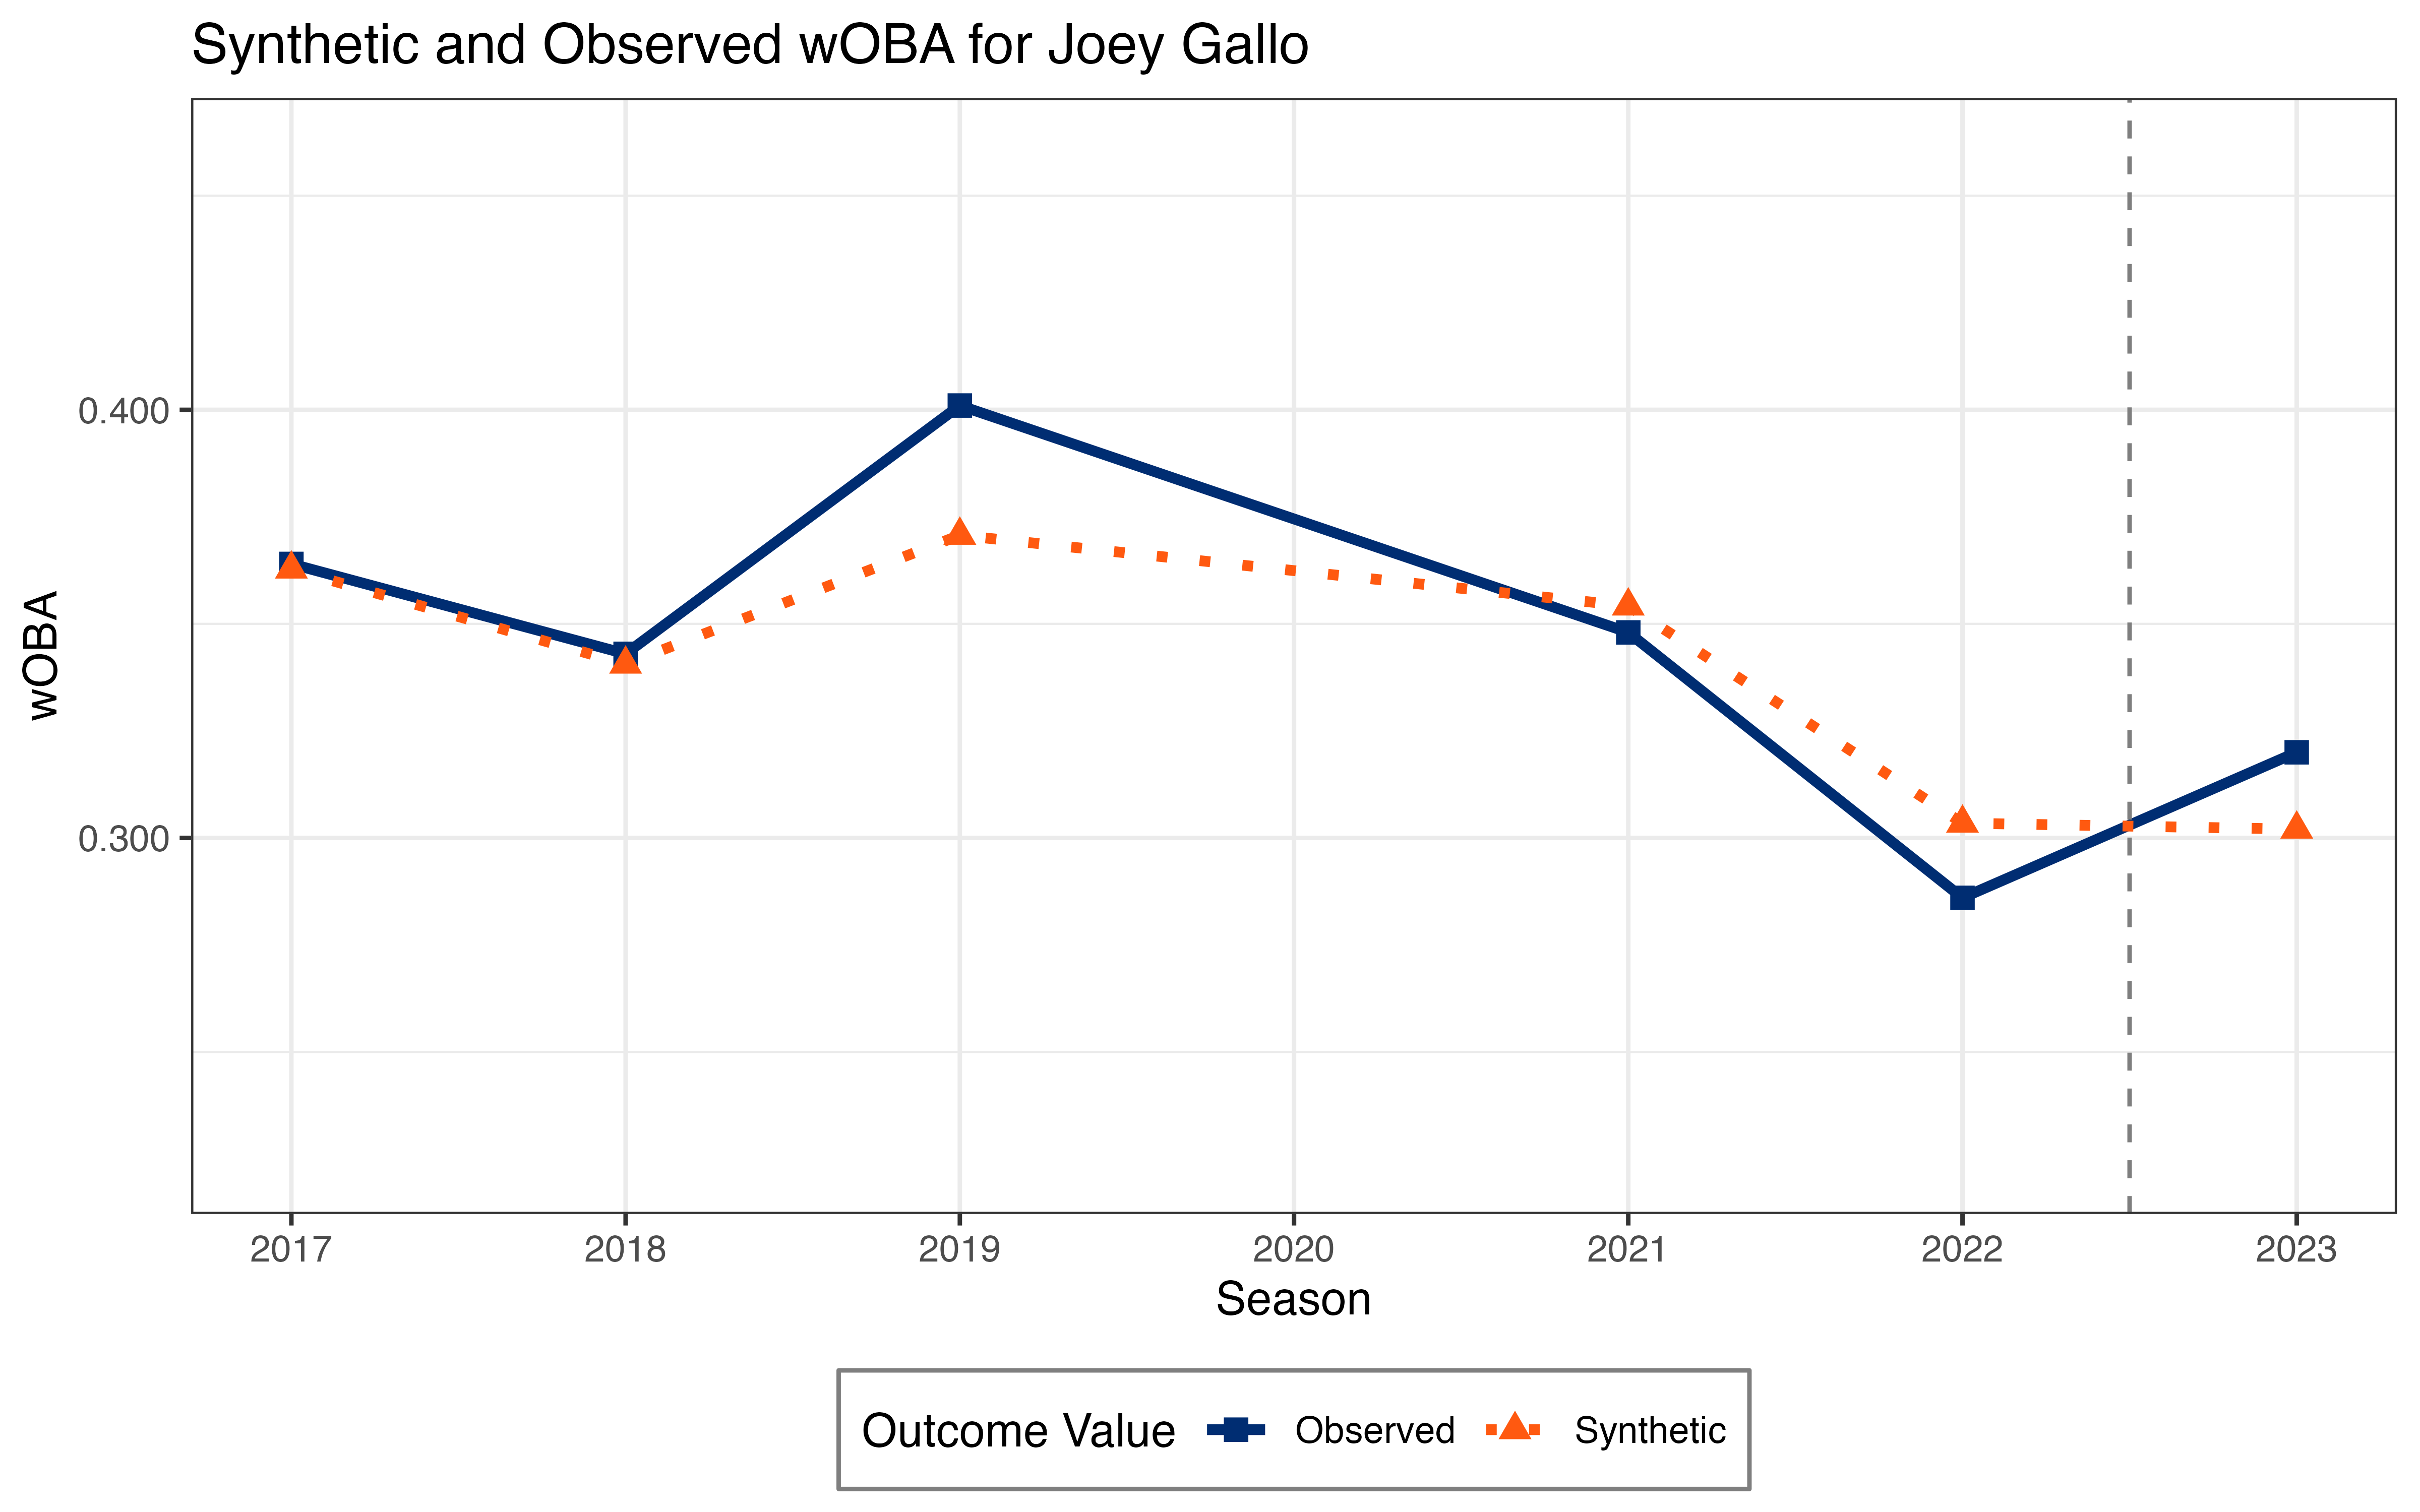 Synthetic and Observed wOBA for Joey Gallo
wOBA
0.400
0.300
2017 2018 2019 2020 2021 2022 2023
Season
Outcome Value Observed Synthetic